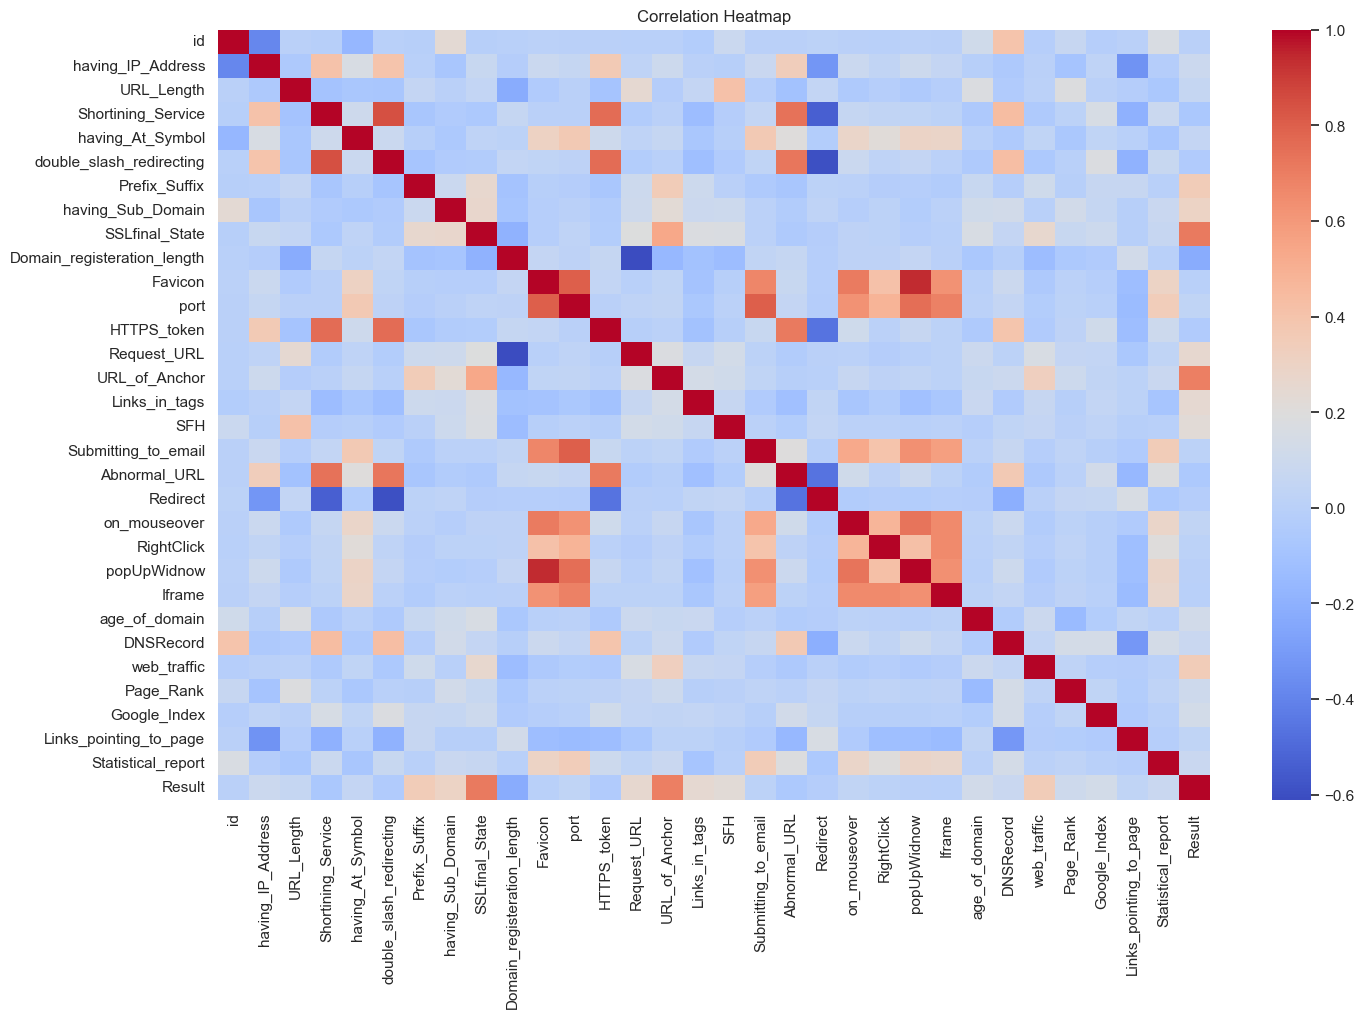 Correlation Heatmap
id
having_IP_Address
URL_Length
Shortining_Service
having_At_Symbol
double_slash_redirecting
Prefix_Suffix
having_Sub_Domain
SSLfinal_State
Domain_registeration_length
Favicon
port
HTTPS_token
Request_URL
URL_of_Anchor
Links_in_tags
SFH
Submitting_to_email
Abnormal_URL
Redirect
on_mouseover
RightClick
popUpWidnow
Iframe
age_of_domain
DNSRecord
web_traffic
Page_Rank
Google_Index
Links_pointing_to_page
Statistical_report
Result
id
having_IP_Address
URL_Length
Shortining_Service
having_At_Symbol
double_slash_redirecting
Prefix_Suffix
having_Sub_Domain
SSLfinal_State
Domain_registeration_length
Favicon
port
HTTPS_token
Request_URL
URL_of_Anchor
Links_in_tags
SFH
Submitting_to_email
Abnormal_URL
Redirect
on_mouseover
RightClick
popUpWidnow
Iframe
age_of_domain
DNSRecord
web_traffic
Page_Rank
Google_Index
Links_pointing_to_page
Statistical_report
Result
1.0
0.8
0.6
0.4
0.2
0.0
−0.2
−0.4
−0.6